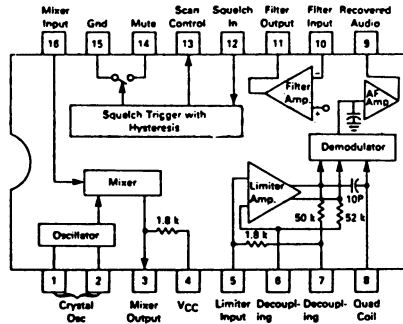 Mixer Input
Gnd
Mute
Scan Control
Squelch In
Filter Output
Filter Input
Recovered Audio
16
15
14
13
12
11
10
9
Filter Amp.
−
+
AF Amp
Squelch Trigger with Hysteresis
Demodulator
Mixer
Limiter Amp.
10P
1.8 k
50 k
52 k
Oscillator
1.8 k
1
2
3
4
5
6
7
8
Crystal Osc
Mixer Output
VCC
Limiter Input
Decoupling
Decoupling
Quad Coil